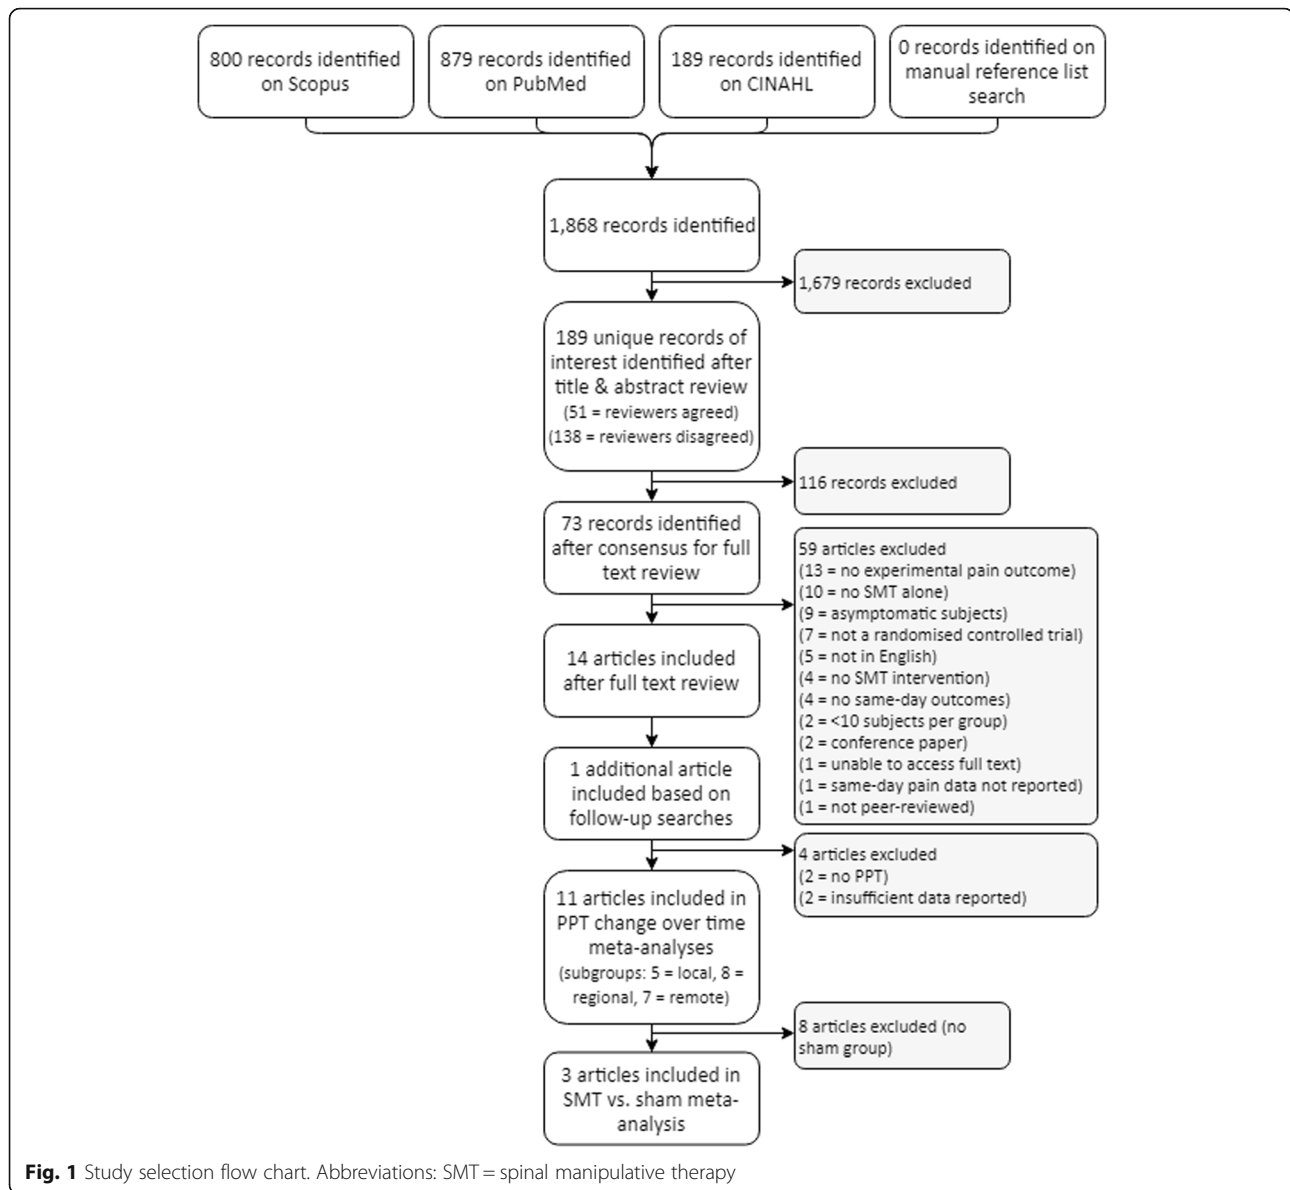 800 records identified
on Scopus
879 records identified
on PubMed
189 records identified
on CINAHL
0 records identified on
manual reference list
search
1,868 records identified
1,679 records excluded
189 unique records of
interest identified after
title & abstract review
(51 = reviewers agreed)
(138 = reviewers disagreed)
116 records excluded
73 records identified
after consensus for full
text review
59 articles excluded
(13 = no experimental pain outcome)
(10 = no SMT alone)
(9 = asymptomatic subjects)
(7 = not a randomised controlled trial)
(5 = not in English)
(4 = no SMT intervention)
(4 = no same-day outcomes)
(2 = <10 subjects per group)
(2 = conference paper)
(1 = unable to access full text)
(1 = same-day pain data not reported)
(1 = not peer-reviewed)
14 articles included
after full text review
1 additional article
included based on
follow-up searches
4 articles excluded
(2 = no PPT)
(2 = insufficient data reported)
11 articles included in
PPT change over time
meta-analyses
(subgroups: 5 = local, 8 =
regional, 7 = remote)
8 articles excluded (no
sham group)
3 articles included in
SMT vs. sham meta-
analysis
Fig. 1 Study selection flow chart. Abbreviations: SMT = spinal manipulative therapy